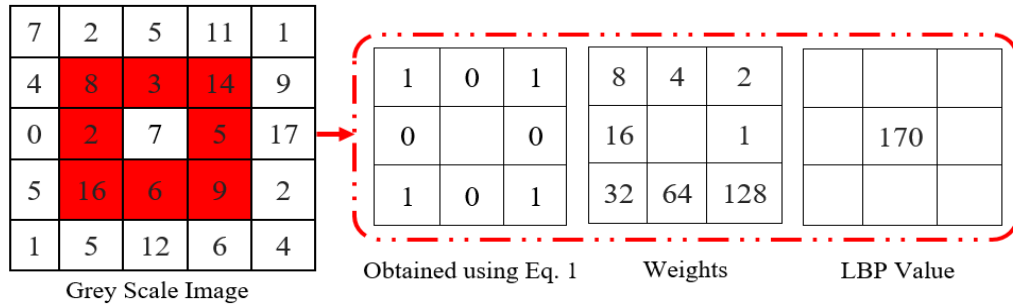 7 2 5 11 1
4 8 3 14 9
0 2 7 5 17
5 16 6 9 2
1 5 12 6 4
Grey Scale Image
1 0 1
0 0
1 0 1
Obtained using Eq. 1
8 4 2
16 1
32 64 128
Weights
170
LBP Value